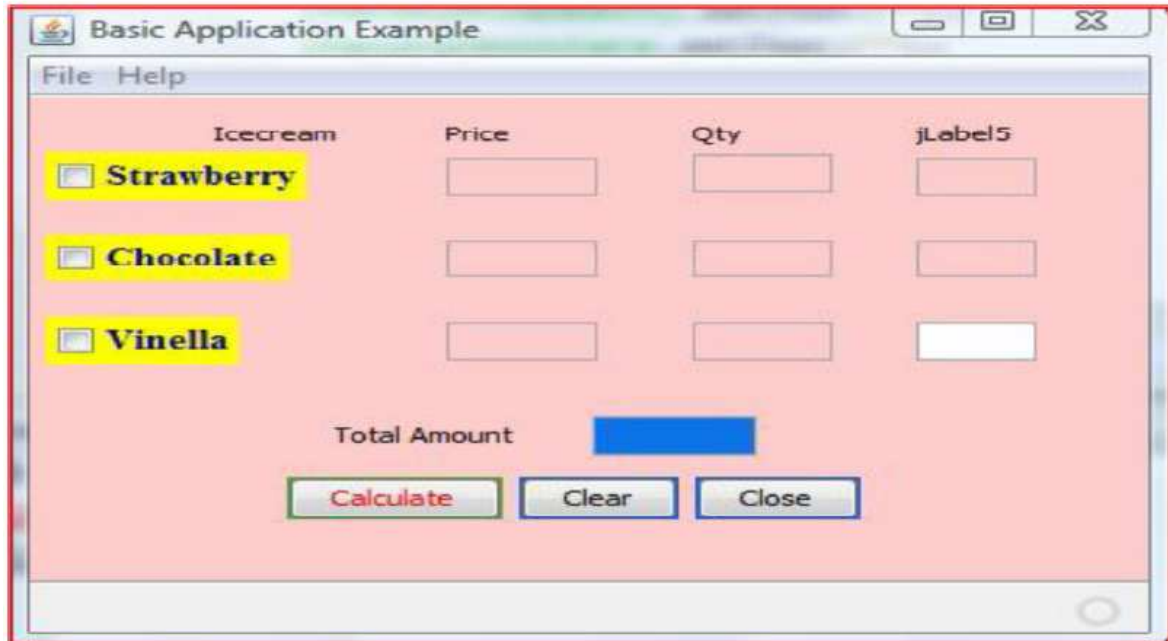 Basic Application Example
File Help
Icecream Price Qty jLabel5
Strawberry
Chocolate
Vinella
Total Amount
Calculate Clear Close